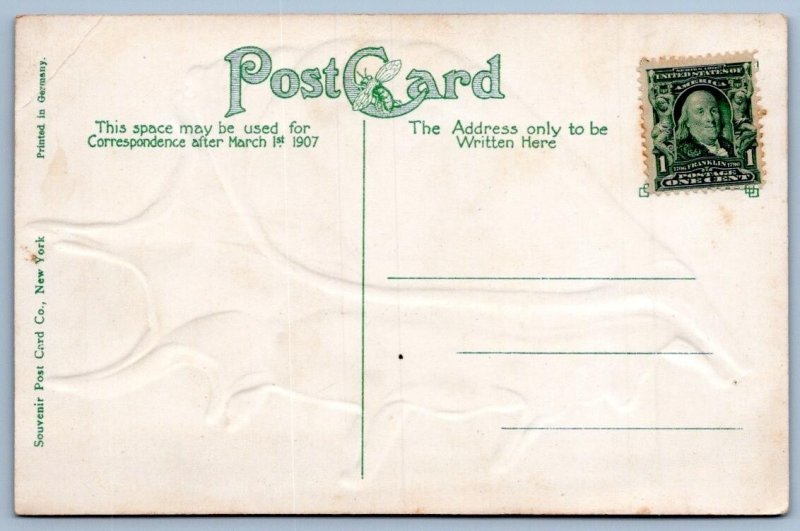 Post Card
This space may be used for
Correspondence after March 1st 1907
The Address only to be
Written Here
Printed in Germany.
Souvenir Post Card Co., New York
SERIES 1902
UNITED STATES OF
AMERICA
1706 FRANKLIN 1790
1 1
POSTAGE
ONE CENT